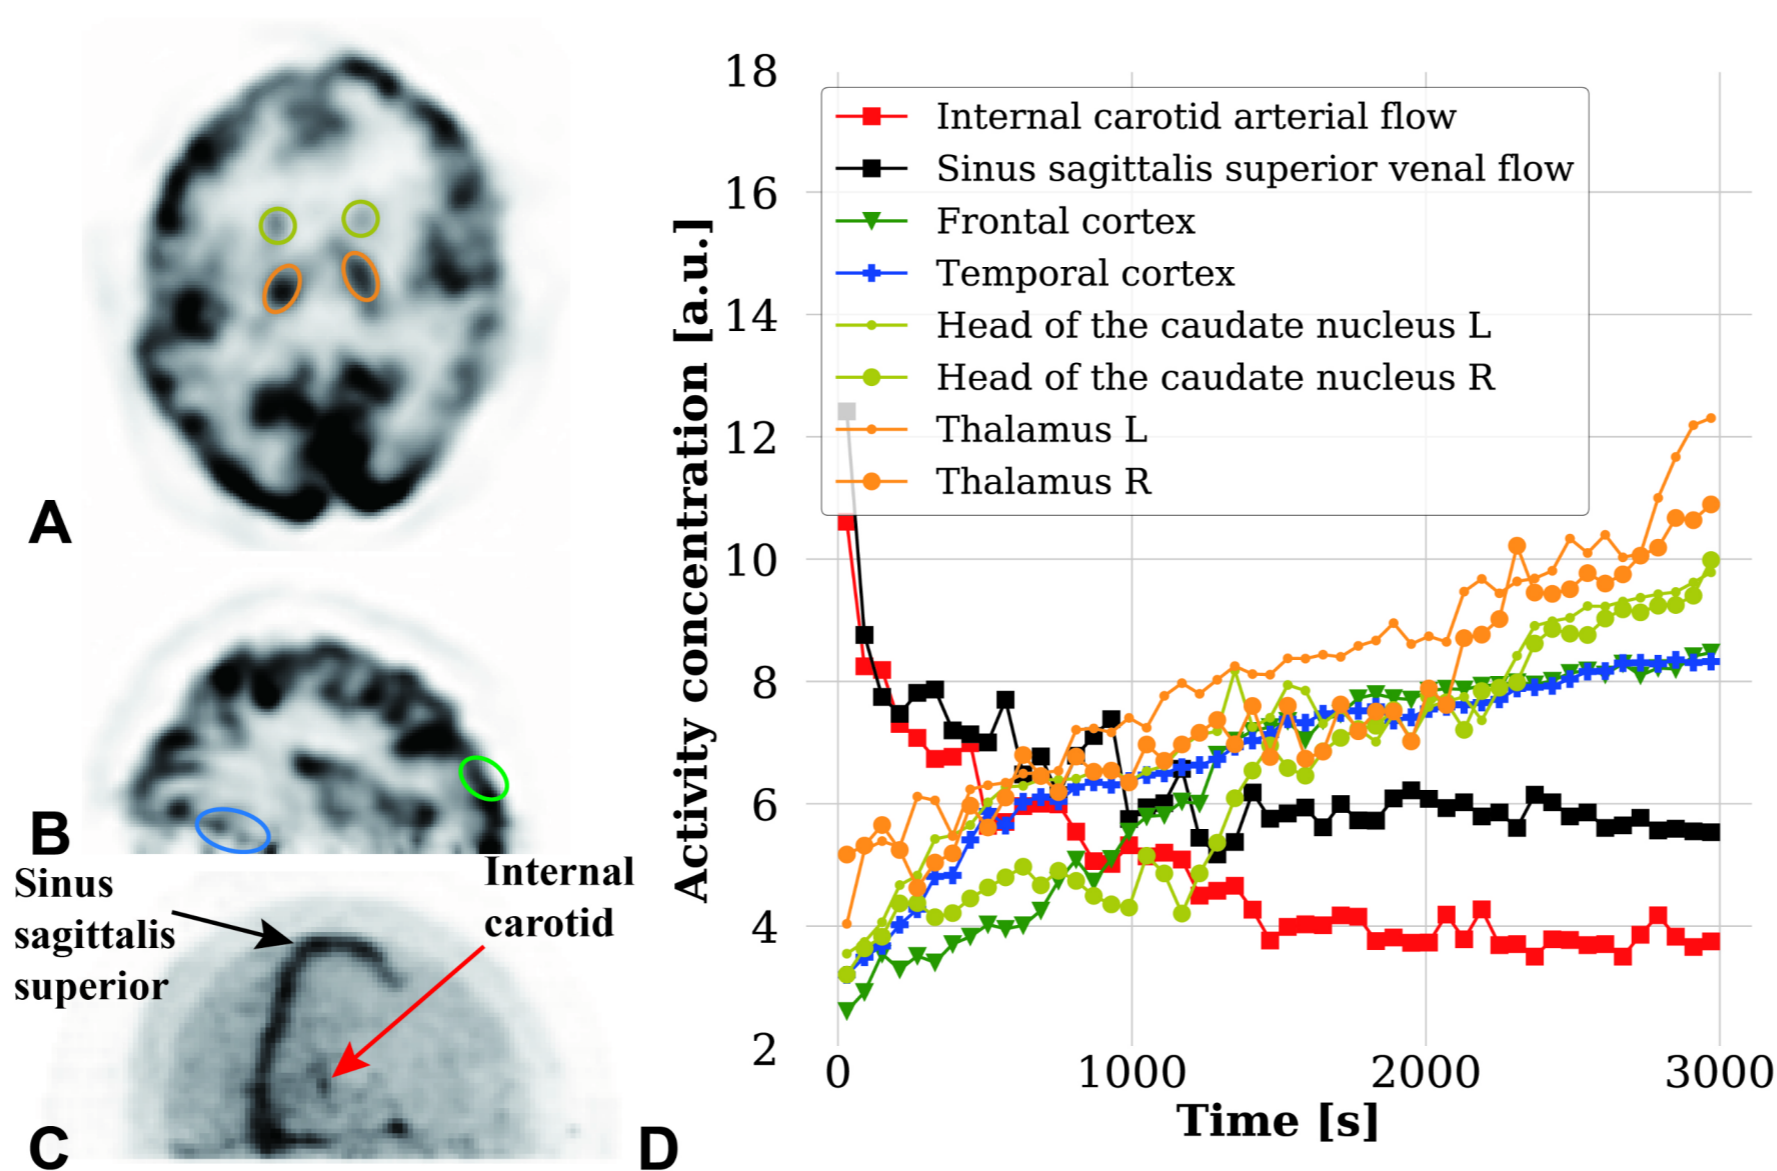 A
B
Sinus
sagittalis
superior
Internal
carotid
C
D
Activity concentration [a.u.]
18
16
14
12
10
8
6
4
2
Internal carotid arterial flow
Sinus sagittalis superior venal flow
Frontal cortex
Temporal cortex
Head of the caudate nucleus L
Head of the caudate nucleus R
Thalamus L
Thalamus R
0 1000 2000 3000
Time [s]